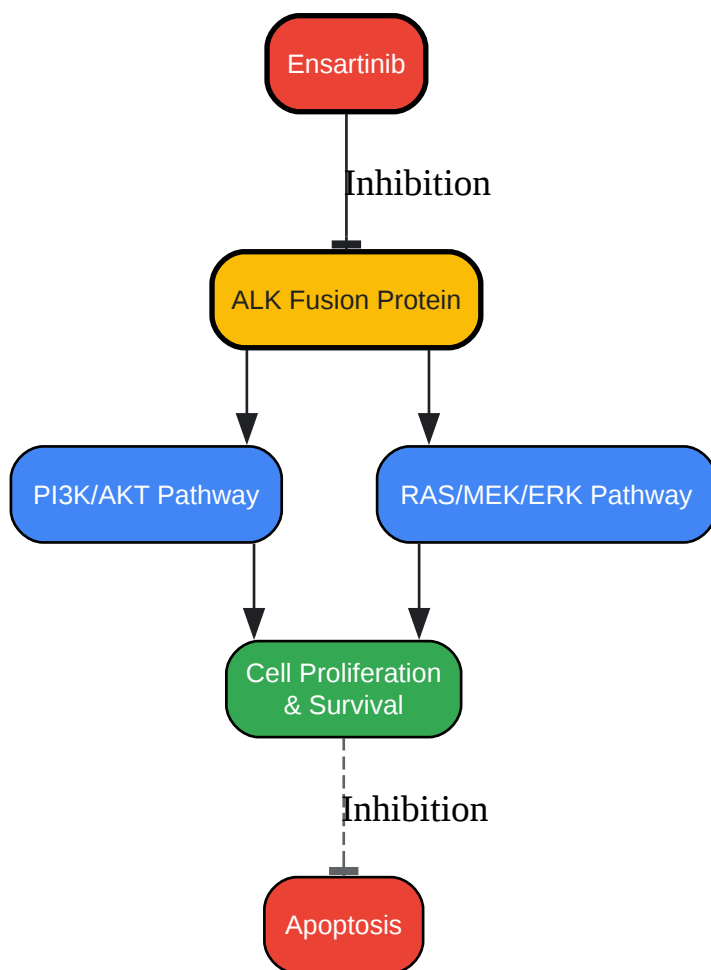 Ensartinib
Inhibition
ALK Fusion Protein
PI3K/AKT Pathway
RAS/MEK/ERK Pathway
Cell Proliferation
& Survival
Inhibition
Apoptosis